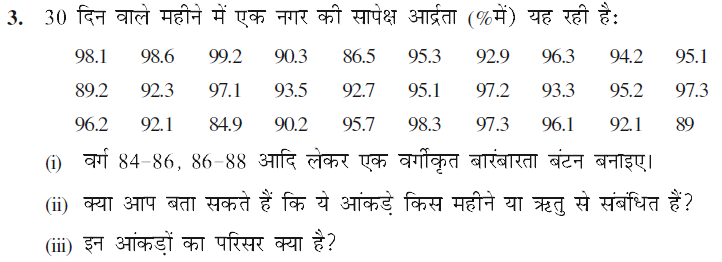 3. 30 दिन वाले महीने में एक नगर की सापेक्ष आर्द्रता (%में) यह रही है:
98.1 98.6 99.2 90.3 86.5 95.3 92.9 96.3 94.2 95.1
89.2 92.3 97.1 93.5 92.7 95.1 97.2 93.3 95.2 97.3
96.2 92.1 84.9 90.2 95.7 98.3 97.3 96.1 92.1 89
(i) वर्ग 84-86, 86-88 आदि लेकर एक वर्गीकृत बारंबारता बंटन बनाइए।
(ii) क्या आप बता सकते हैं कि ये आंकड़े किस महीने या ऋतु से संबंधित हैं?
(iii) इन आंकड़ों का परिसर क्या है?